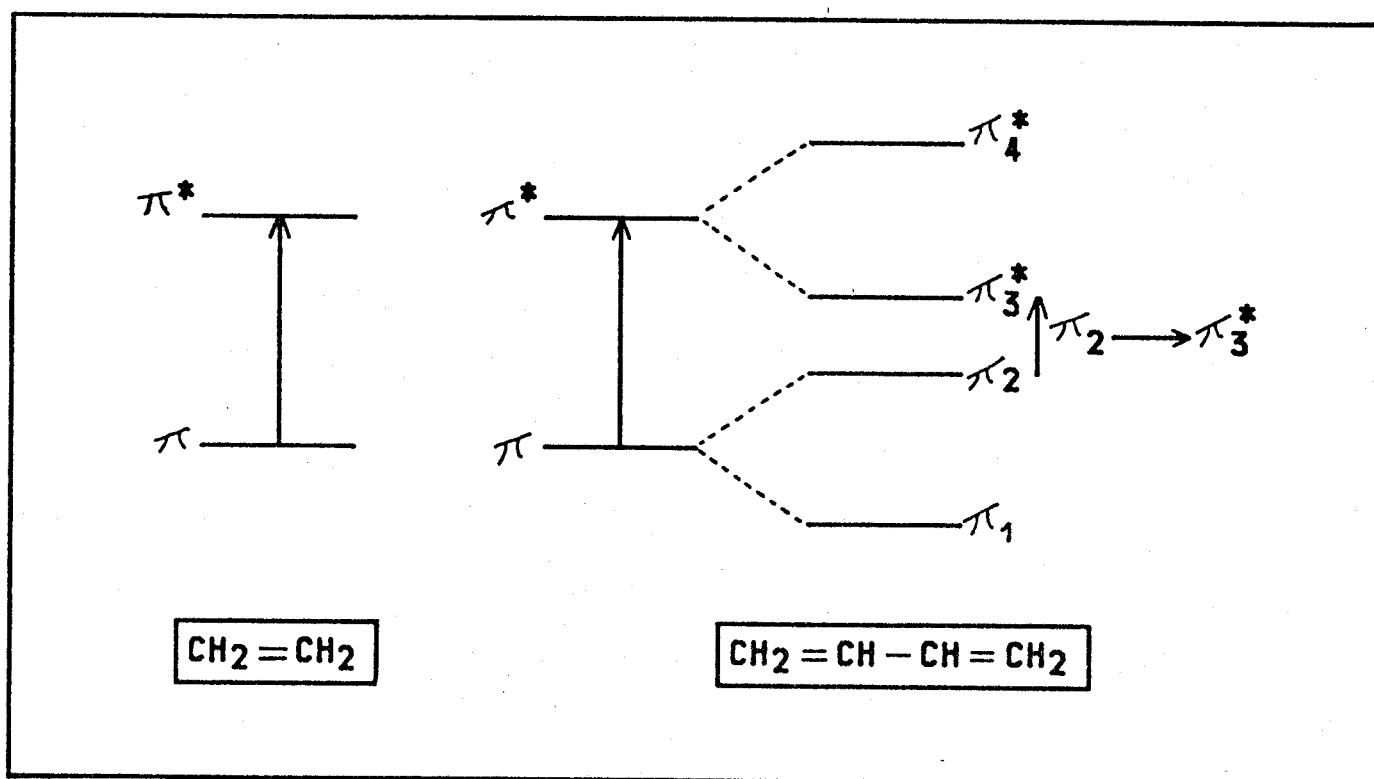 π₄*
π* π*
π₃*
π₂ → π₃*
π₂
π π
π₁
CH₂=CH₂ CH₂=CH−CH=CH₂